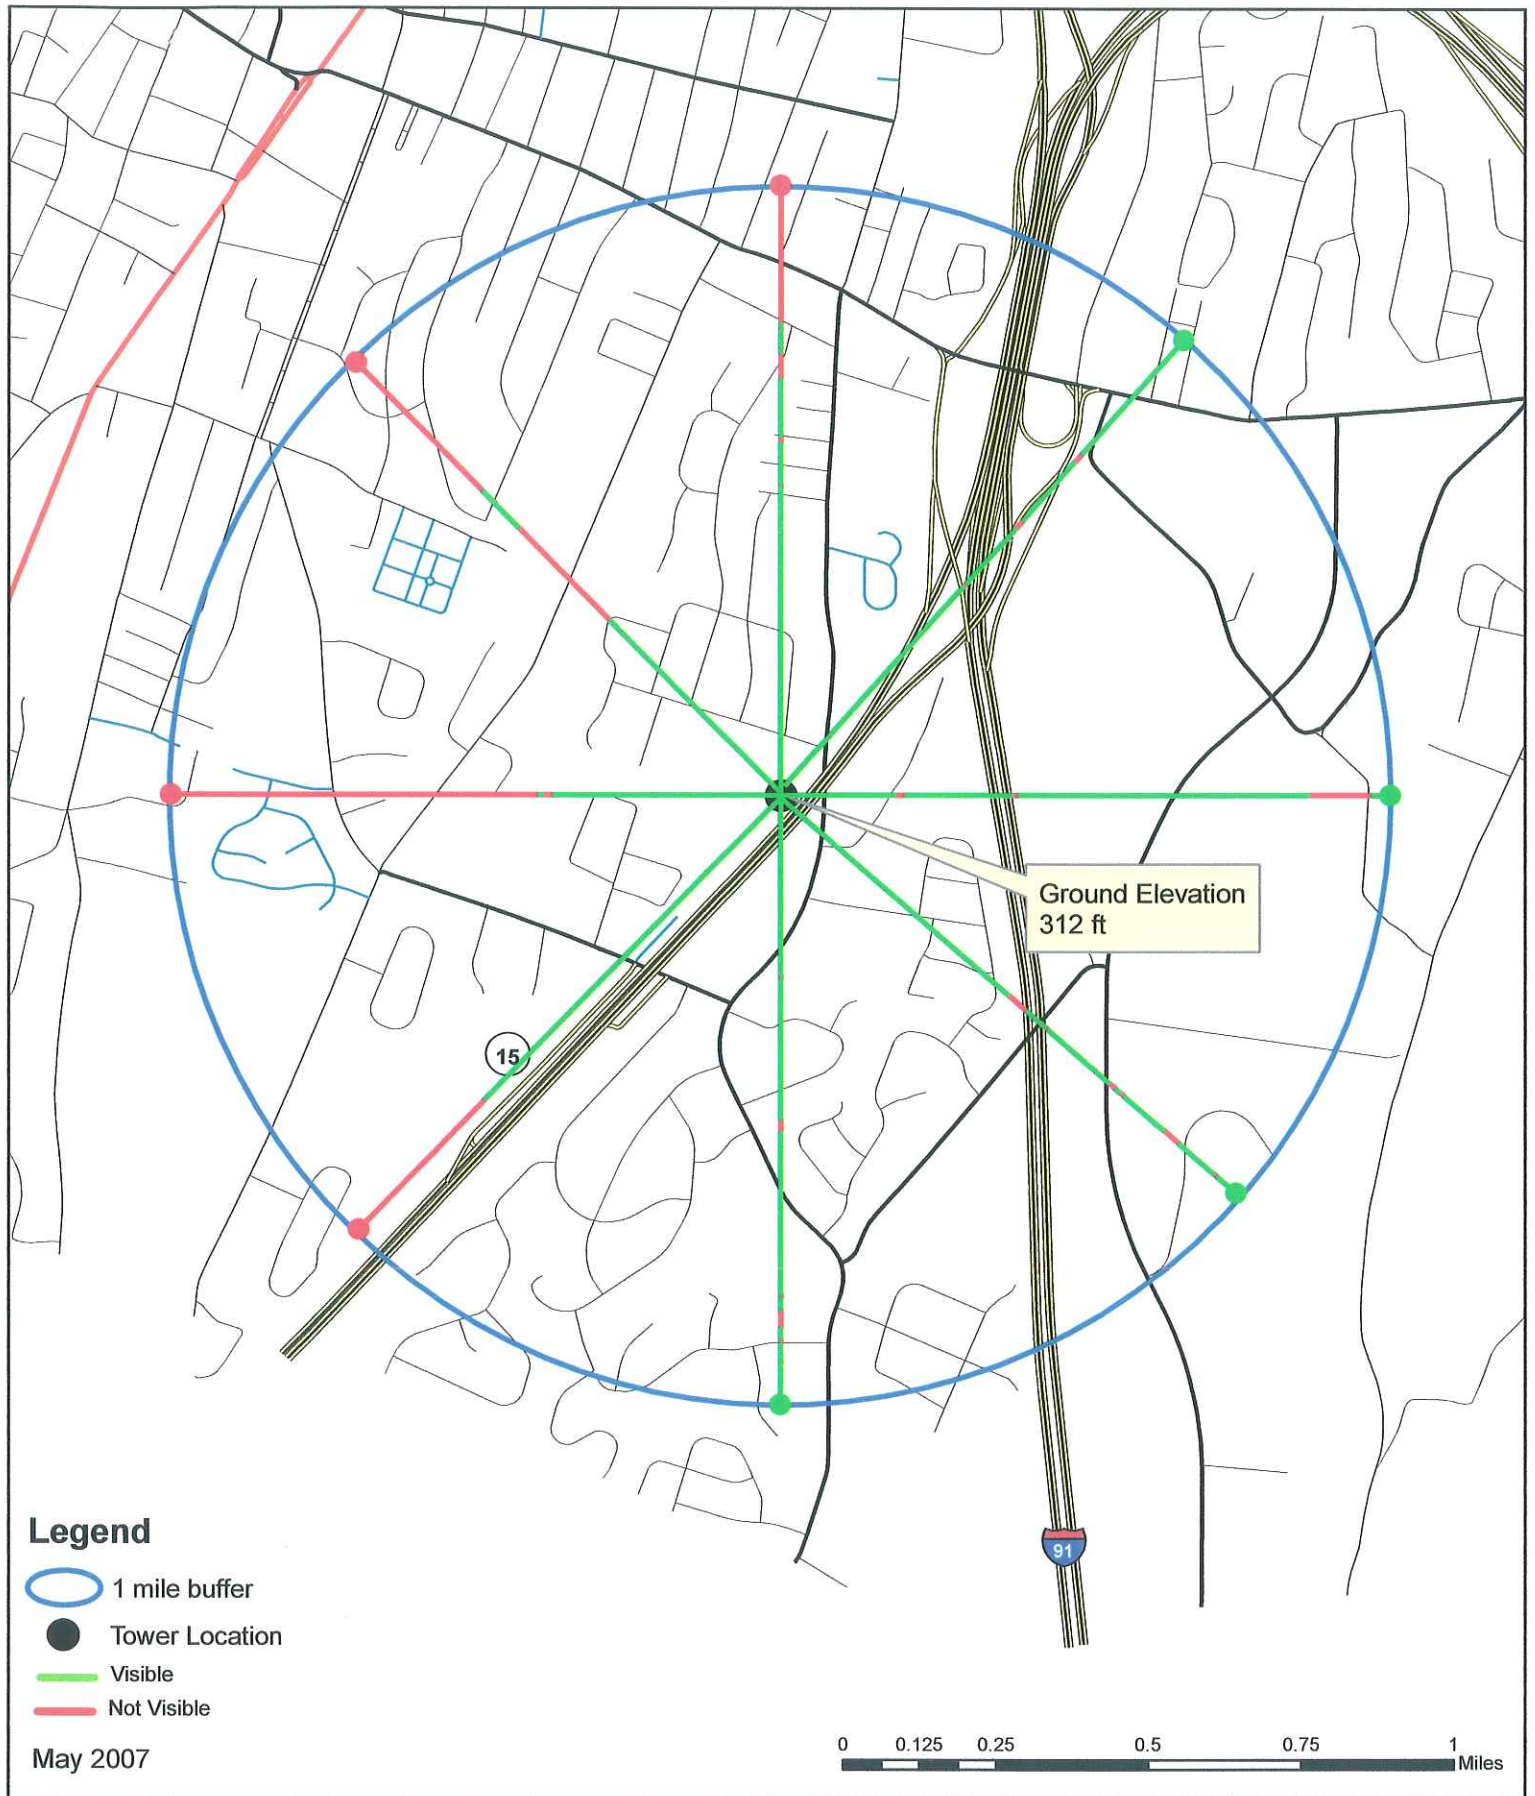 Ground Elevation
312 ft
15
91
Legend
1 mile buffer
Tower Location
Visible
Not Visible
May 2007
0 0.125 0.25 0.5 0.75 1
Miles